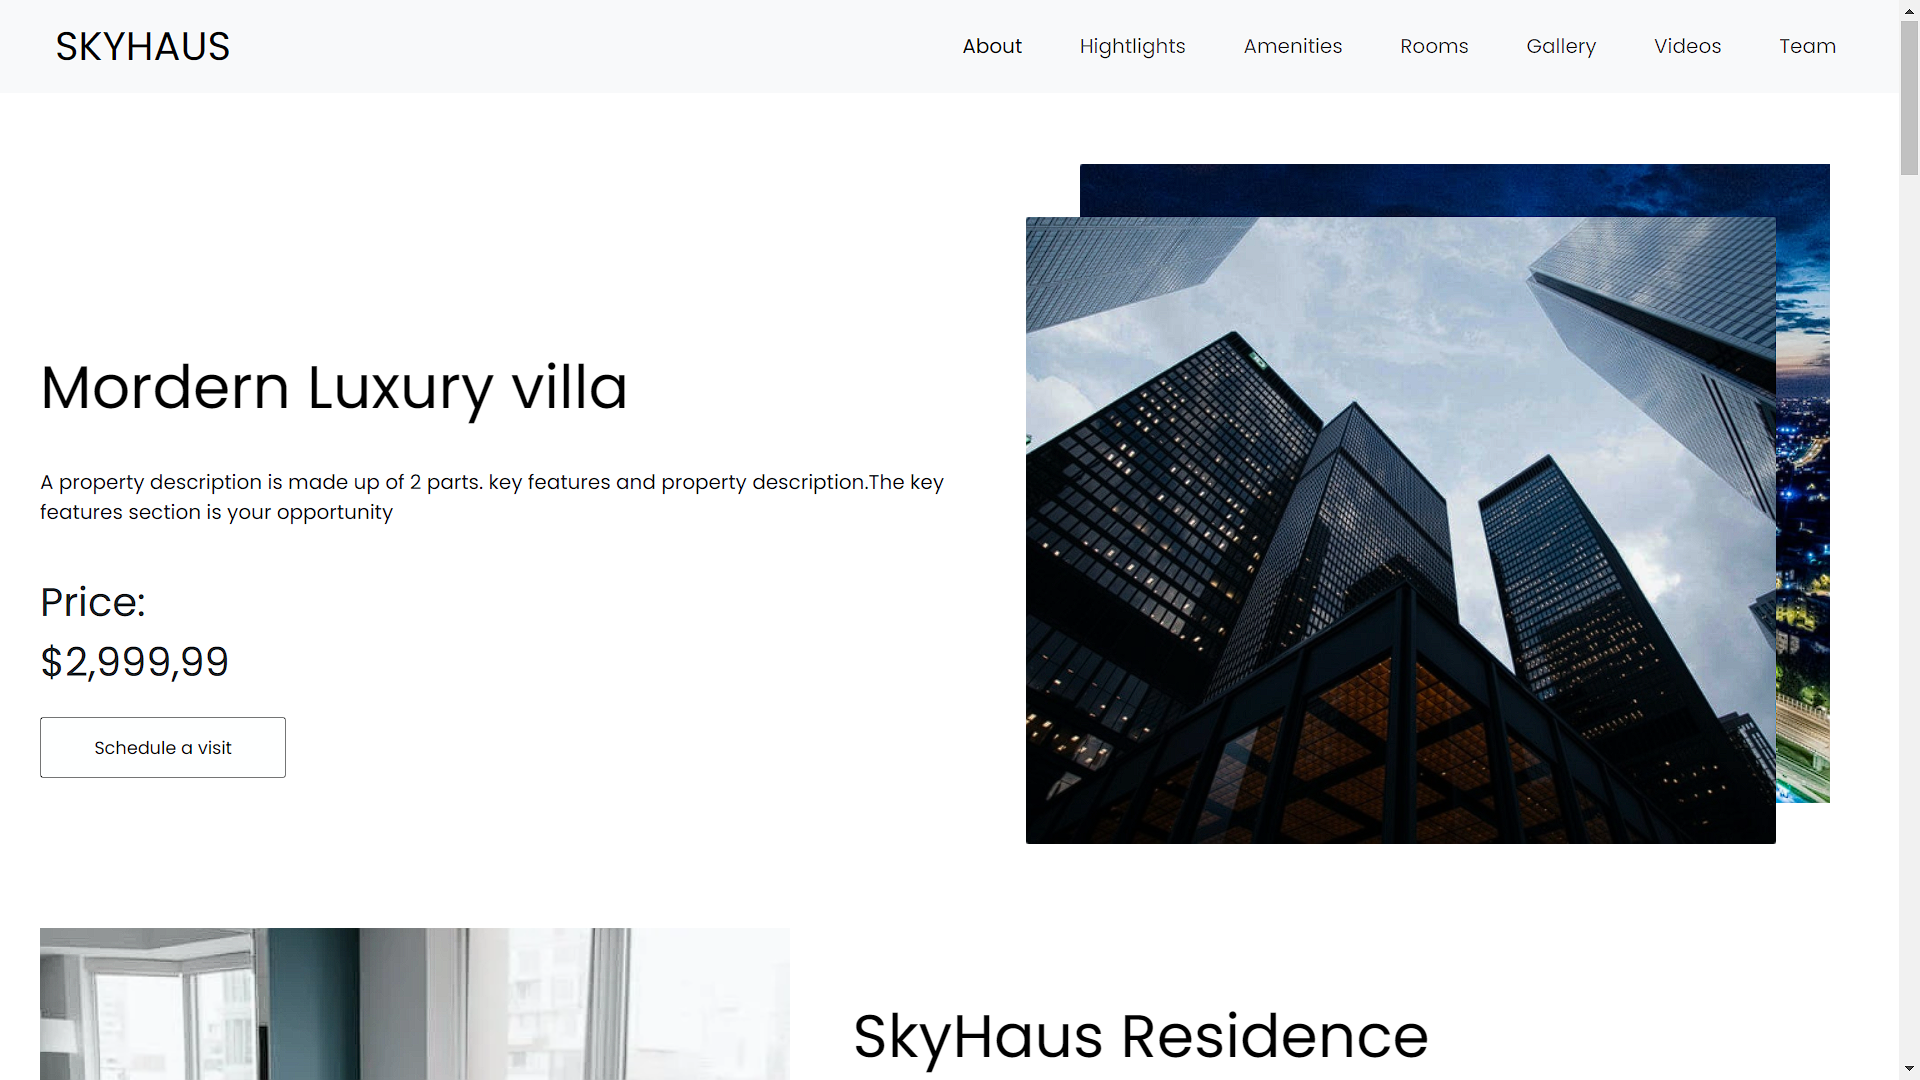 SKYHAUS
About Hightlights Amenities Rooms Gallery Videos Team
Mordern Luxury villa
A property description is made up of 2 parts. key features and property description.The key
features section is your opportunity
Price:
$2,999,99
Schedule a visit
SkyHaus Residence